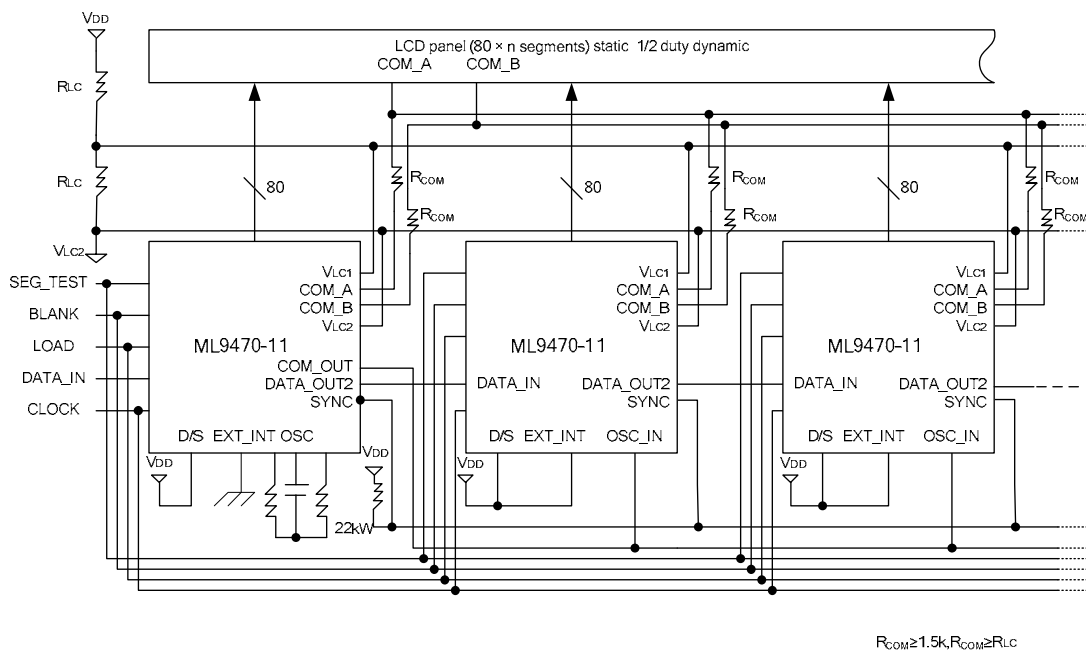 VDD
LCD panel (80 × n segments) static 1/2 duty dynamic
COM_A COM_B
RLC
RLC
80 RCOM 80 RCOM 80 RCOM
RCOM RCOM RCOM
VLC2
SEG_TEST
BLANK
LOAD
DATA_IN
CLOCK
VLC1
COM_A
COM_B
VLC2
ML9470-11
COM_OUT
DATA_OUT2
SYNC
D/S EXT_INT OSC
VDD
VDD
22kW
VLC1
COM_A
COM_B
VLC2
ML9470-11
DATA_IN DATA_OUT2
SYNC
D/S EXT_INT OSC_IN
VDD
VLC1
COM_A
COM_B
VLC2
ML9470-11
DATA_IN DATA_OUT2
SYNC
D/S EXT_INT OSC_IN
VDD
RCOM≥1.5k,RCOM≥RLC